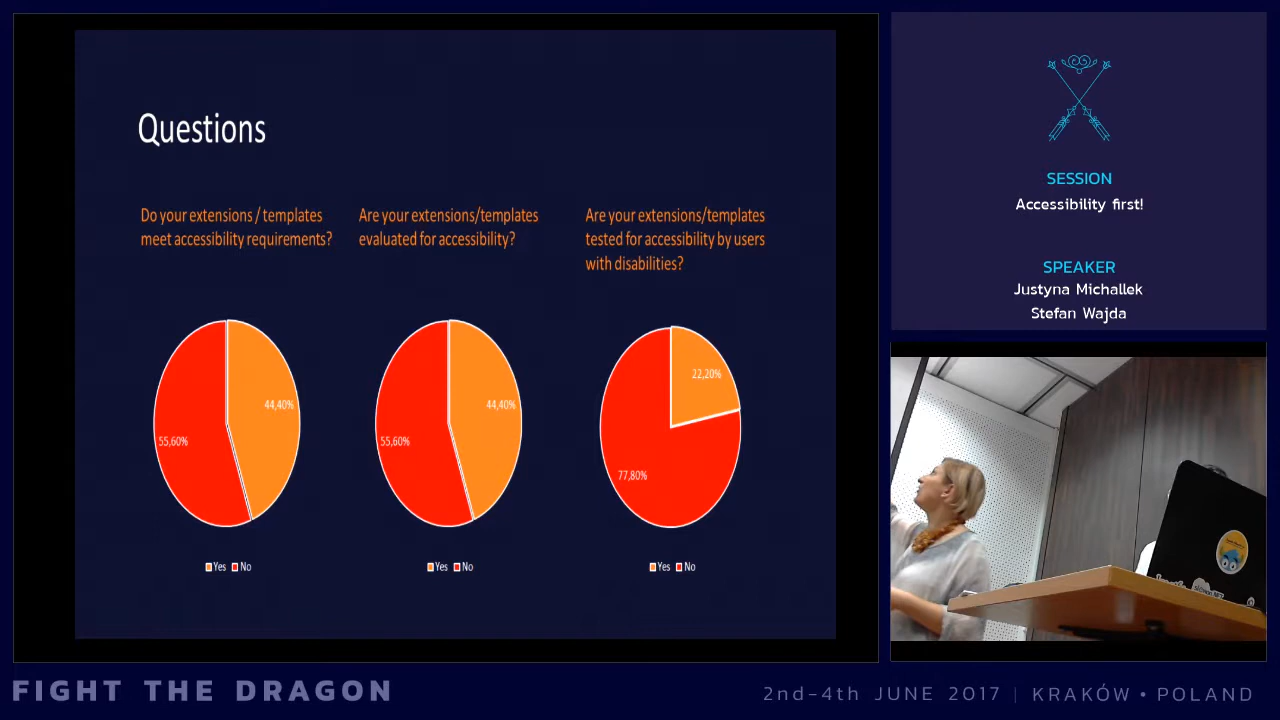 Questions
Do your extensions / templates
meet accessibility requirements?
Are your extensions/templates
evaluated for accessibility?
Are your extensions/templates
tested for accessibility by users
with disabilities?
44,40%
55,60%
Yes No
44,40%
55,60%
Yes No
22,20%
77,80%
Yes No
SESSION
Accessibility first!
SPEAKER
Justyna Michallek
Stefan Wajda
FIGHT THE DRAGON
2nd-4th JUNE 2017 | KRAKÓW • POLAND